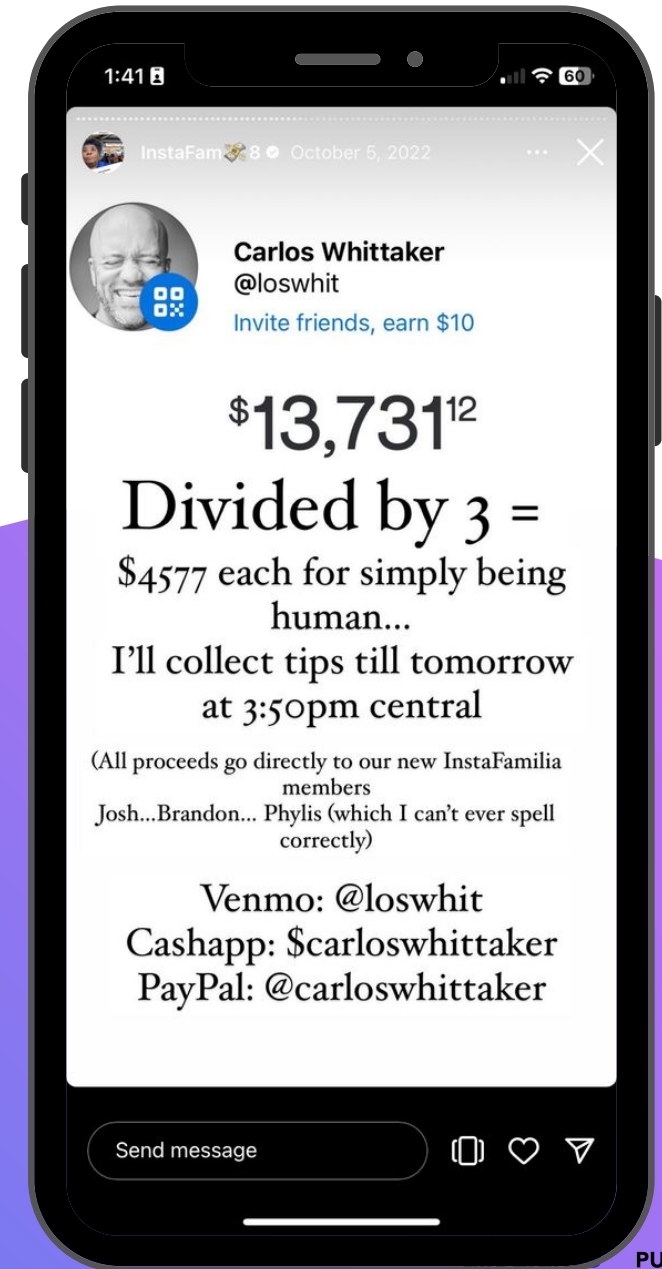 1:41
60
InstaFam💸8 October 5, 2022
Carlos Whittaker
@loswhit
Invite friends, earn $10
$13,73112
Divided by 3 =
$4577 each for simply being
human...
I'll collect tips till tomorrow
at 3:50pm central
(All proceeds go directly to our new InstaFamilia
members
Josh...Brandon... Phylis (which I can't ever spell
correctly)
Venmo: @loswhit
Cashapp: $carloswhittaker
PayPal: @carloswhittaker
Send message
PU